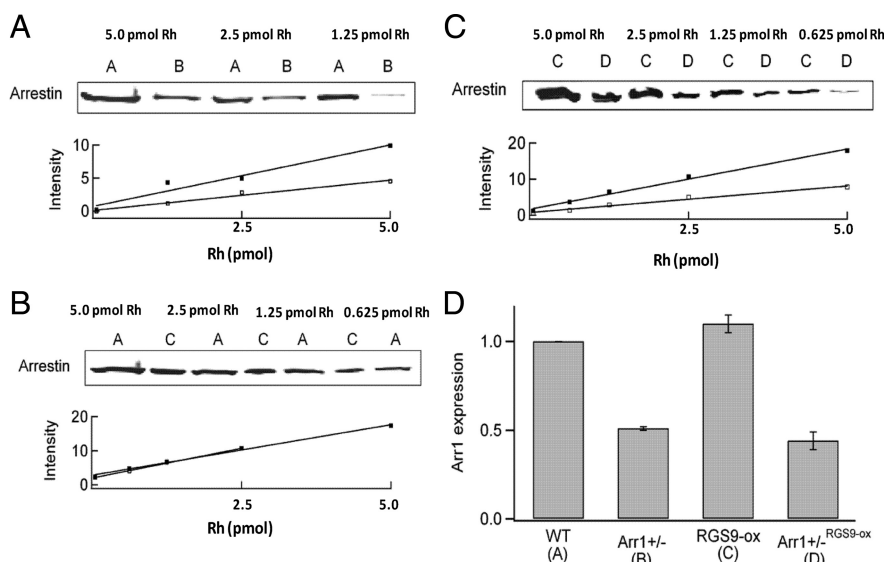 A
5.0 pmol Rh 2.5 pmol Rh 1.25 pmol Rh
A B A B A B
Arrestin
10
5
0
Intensity
2.5 5.0
Rh (pmol)
C
5.0 pmol Rh 2.5 pmol Rh 1.25 pmol Rh 0.625 pmol Rh
C D C D C D C D
Arrestin
20
10
0
Intensity
2.5 5.0
Rh (pmol)
B
5.0 pmol Rh 2.5 pmol Rh 1.25 pmol Rh 0.625 pmol Rh
A C A C A C A
Arrestin
20
10
0
Intensity
2.5 5.0
Rh (pmol)
D
1.0
0.5
0.0
Arr1 expression
WT Arr1+/- RGS9-ox Arr1+/-RGS9-ox
(A) (B) (C) (D)